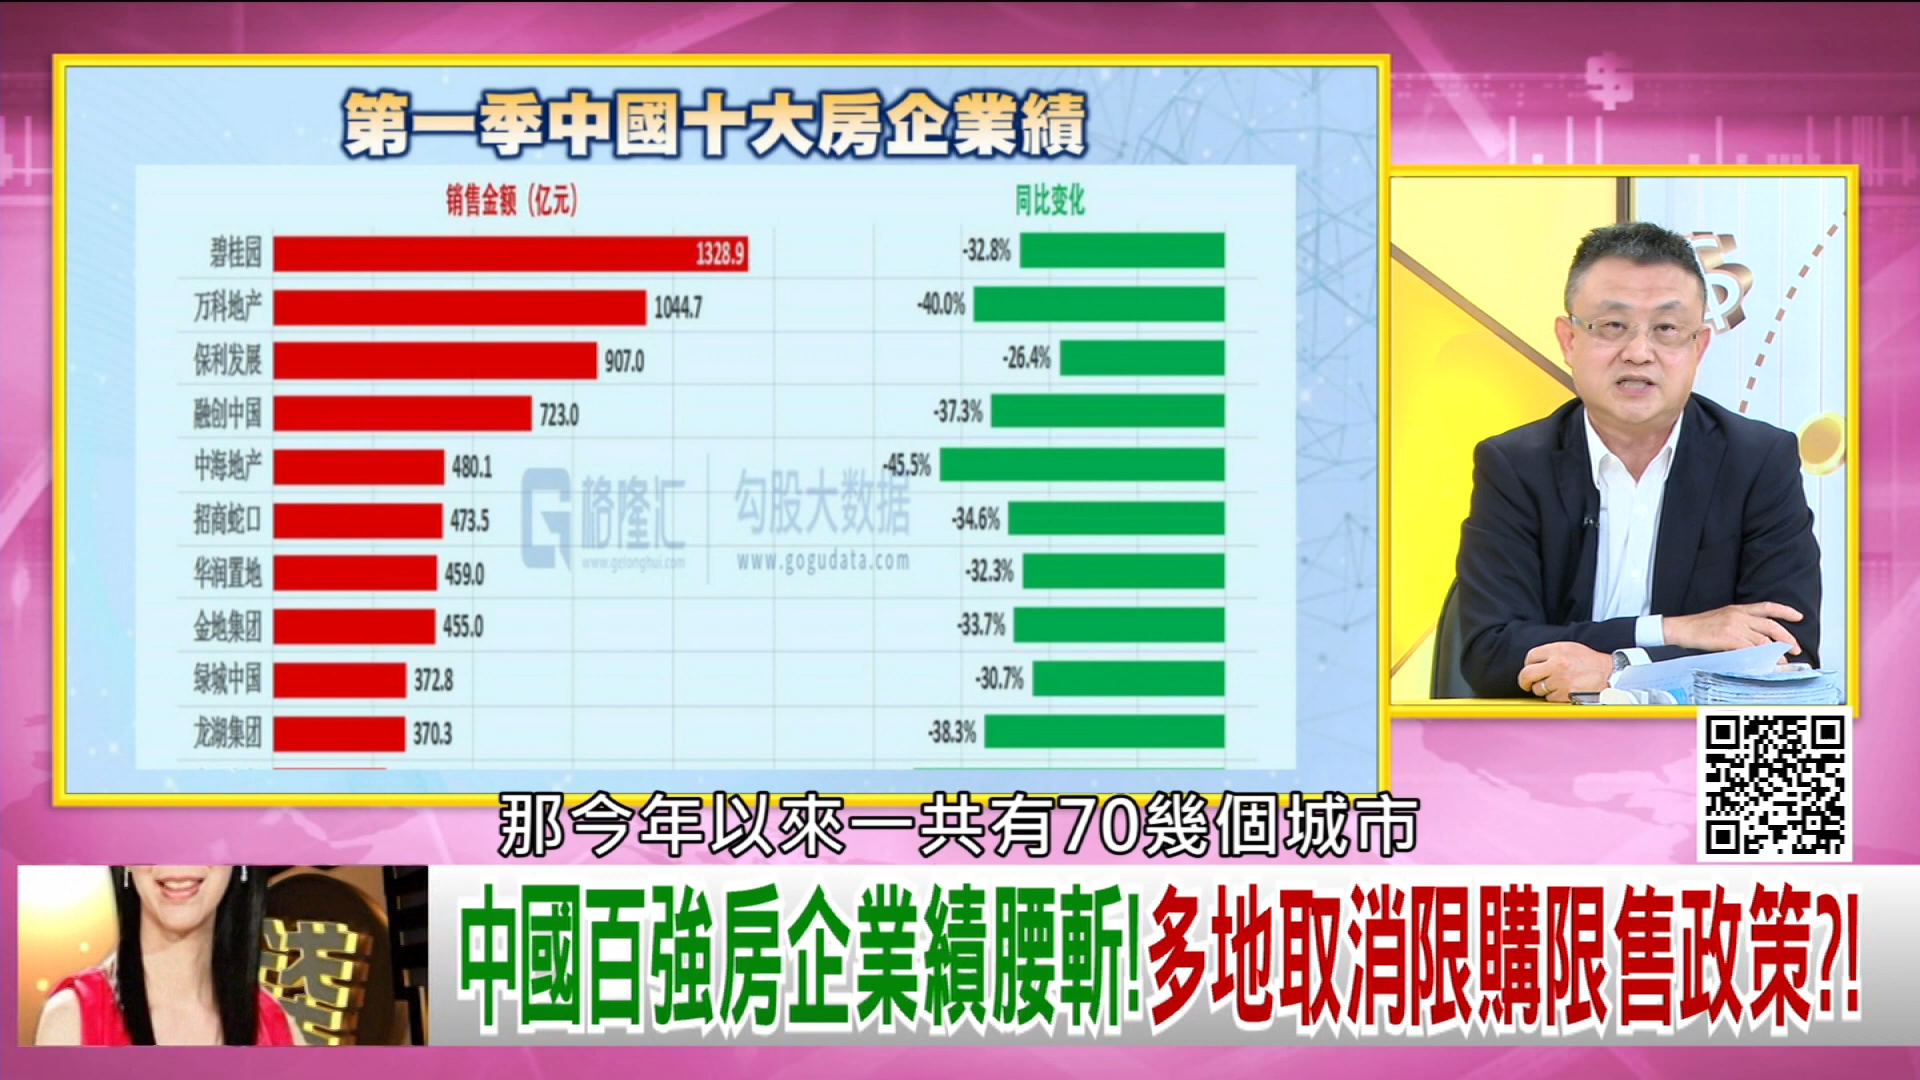 第一季中國十大房企業績
销售金额（亿元） 同比变化
碧桂园 1328.9 -32.8%
万科地产 1044.7 -40.0%
保利发展 907.0 -26.4%
融创中国 723.0 -37.3%
中海地产 480.1 -45.5%
招商蛇口 473.5 -34.6%
华润置地 459.0 -32.3%
金地集团 455.0 -33.7%
绿城中国 372.8 -30.7%
龙湖集团 370.3 -38.3%
格隆汇 勾股大数据
www.gelonghui.com www.gogudata.com
那今年以來一共有70幾個城市
中國百強房企業績腰斬!多地取消限購限售政策?!